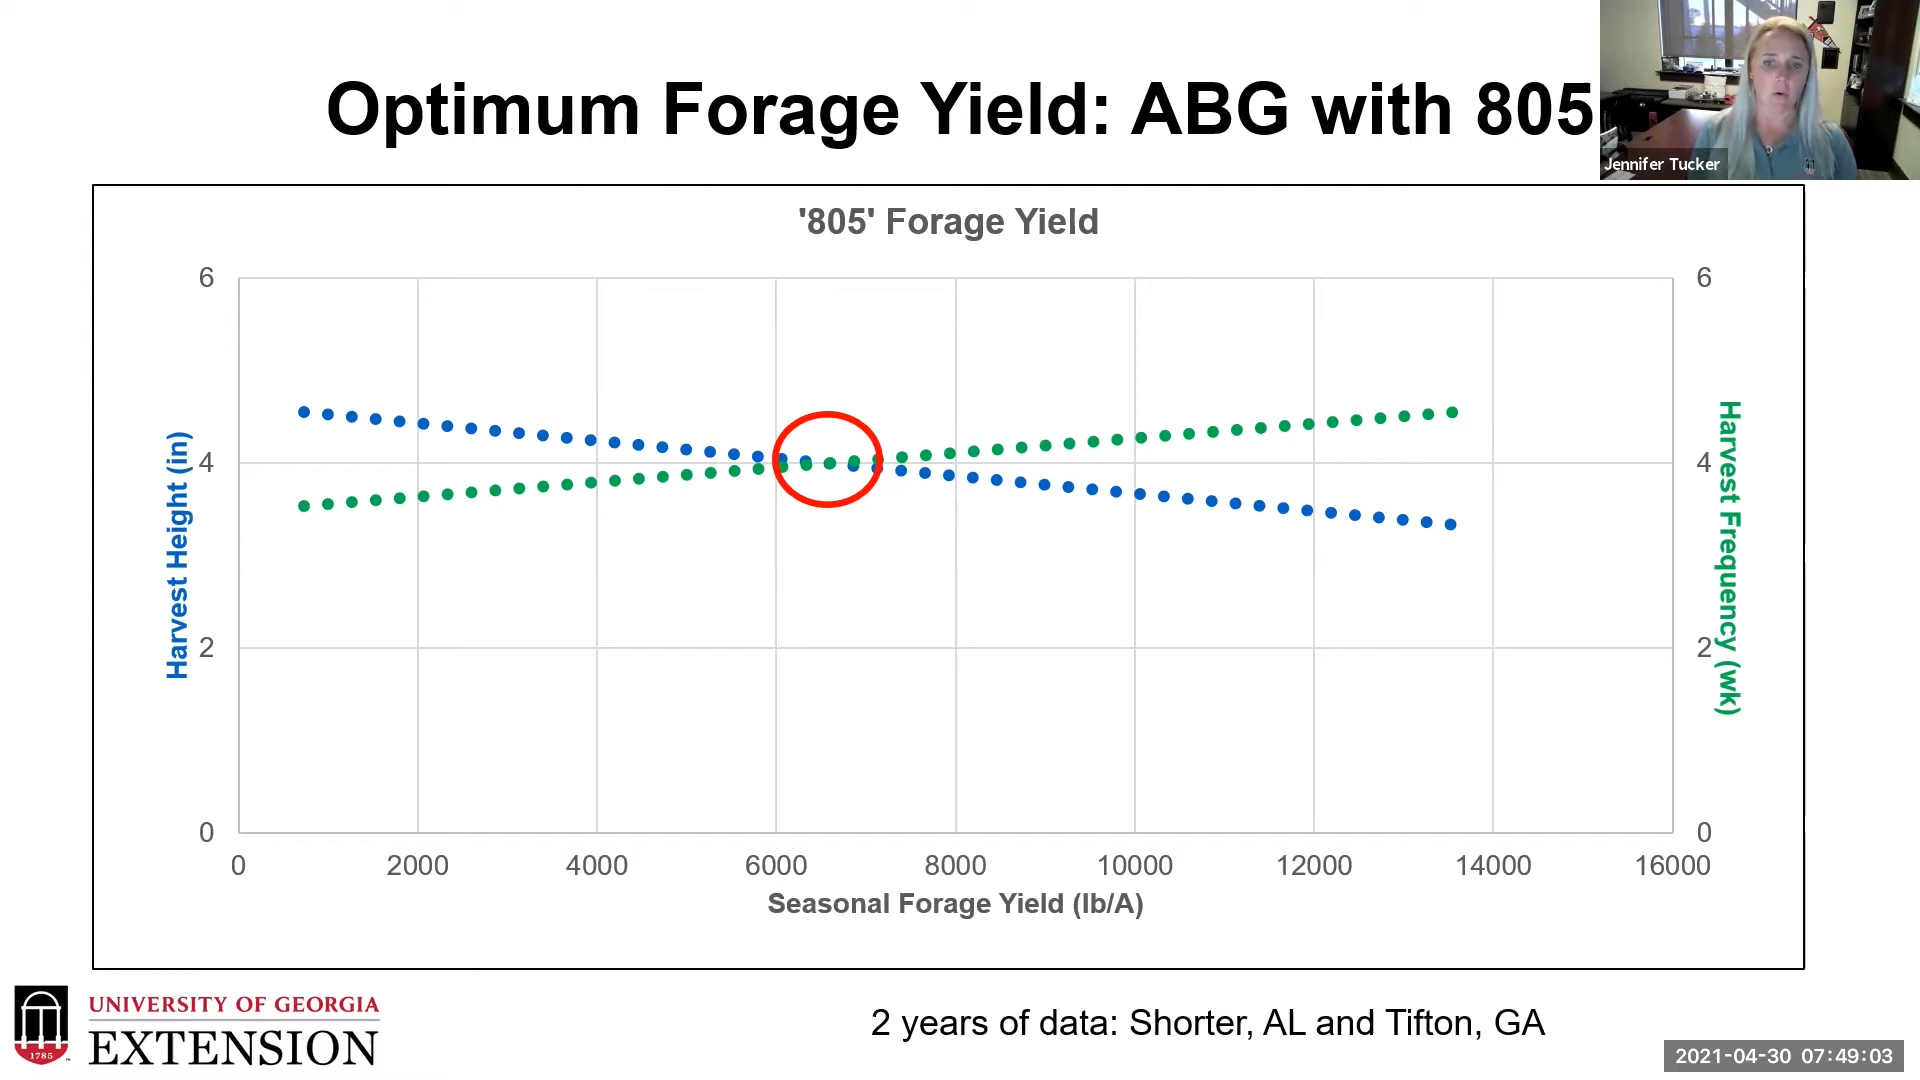 Optimum Forage Yield: ABG with 805
Jennifer Tucker
'805' Forage Yield
6
4
2
0
6
4
2
0
Harvest Height (in)
Harvest Frequency (wk)
0 2000 4000 6000 8000 10000 12000 14000 16000
Seasonal Forage Yield (lb/A)
1785
UNIVERSITY OF GEORGIA
EXTENSION
2 years of data: Shorter, AL and Tifton, GA
2021-04-30 07:49:03